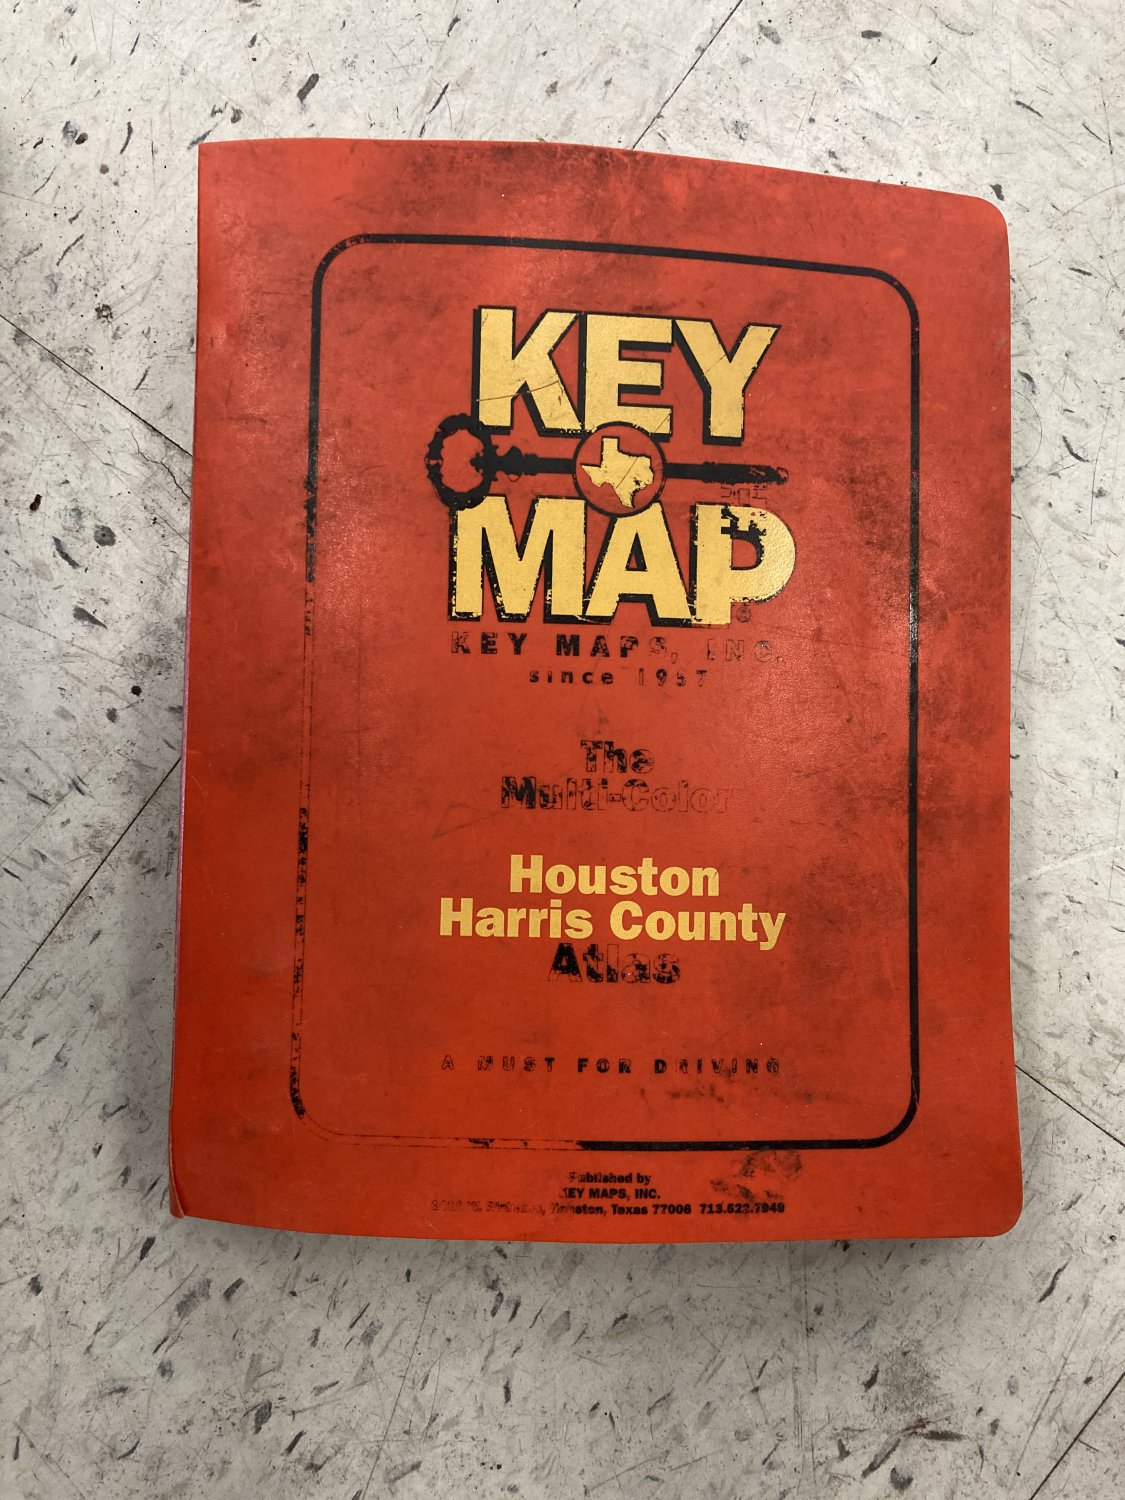 KEY
MAP
KEY MAPS, INC.
since 1957
The
Multi-Color
Houston
Harris County
Atlas
A MUST FOR DRIVING
Published by
KEY MAPS, INC.
W. Houston, Texas 77006 713.522.7949